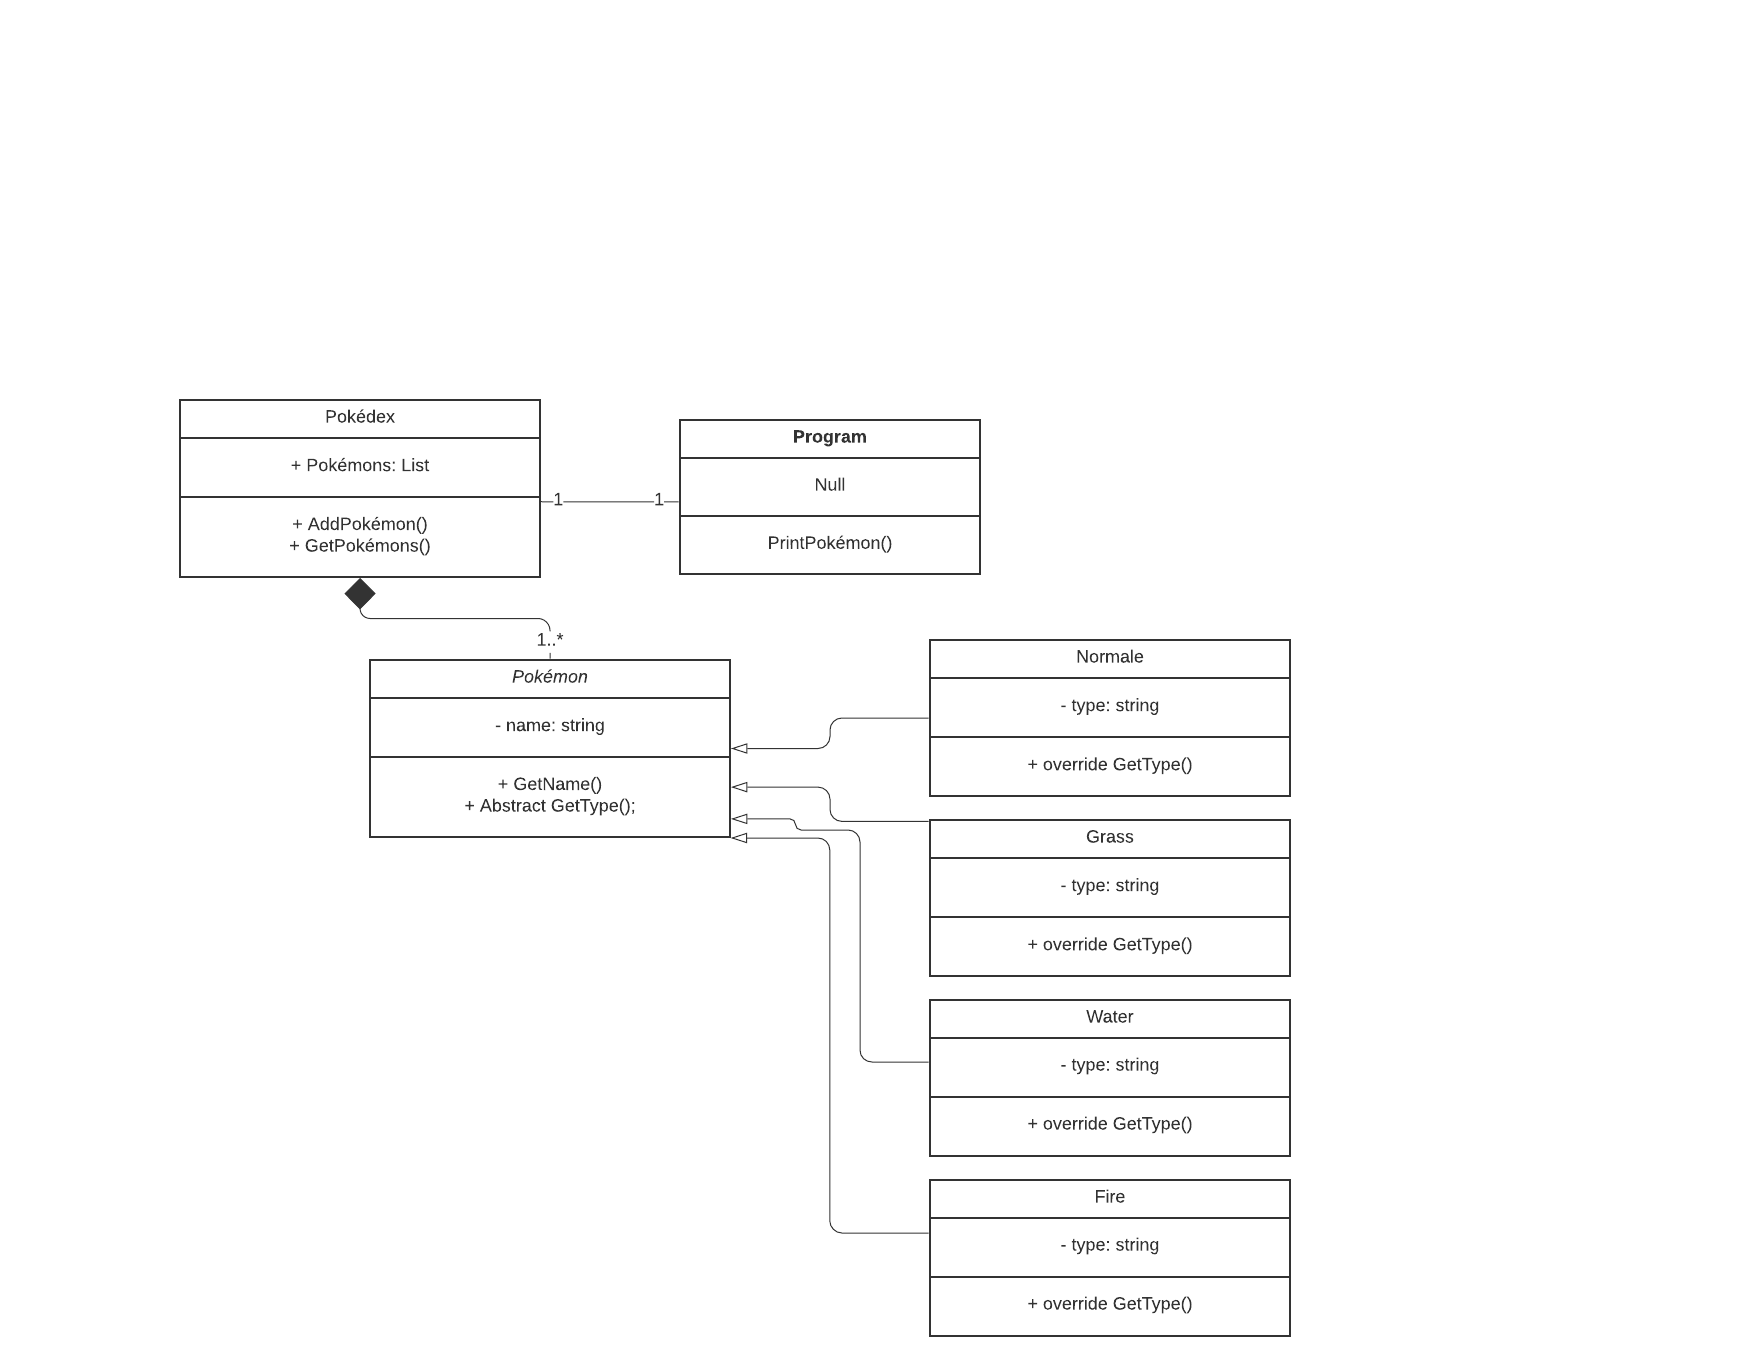 Pokédex
+ Pokémons: List
+ AddPokémon()
+ GetPokémons()
1
1
Program
Null
PrintPokémon()
1..*
Pokémon
- name: string
+ GetName()
+ Abstract GetType();
Normale
- type: string
+ override GetType()
Grass
- type: string
+ override GetType()
Water
- type: string
+ override GetType()
Fire
- type: string
+ override GetType()